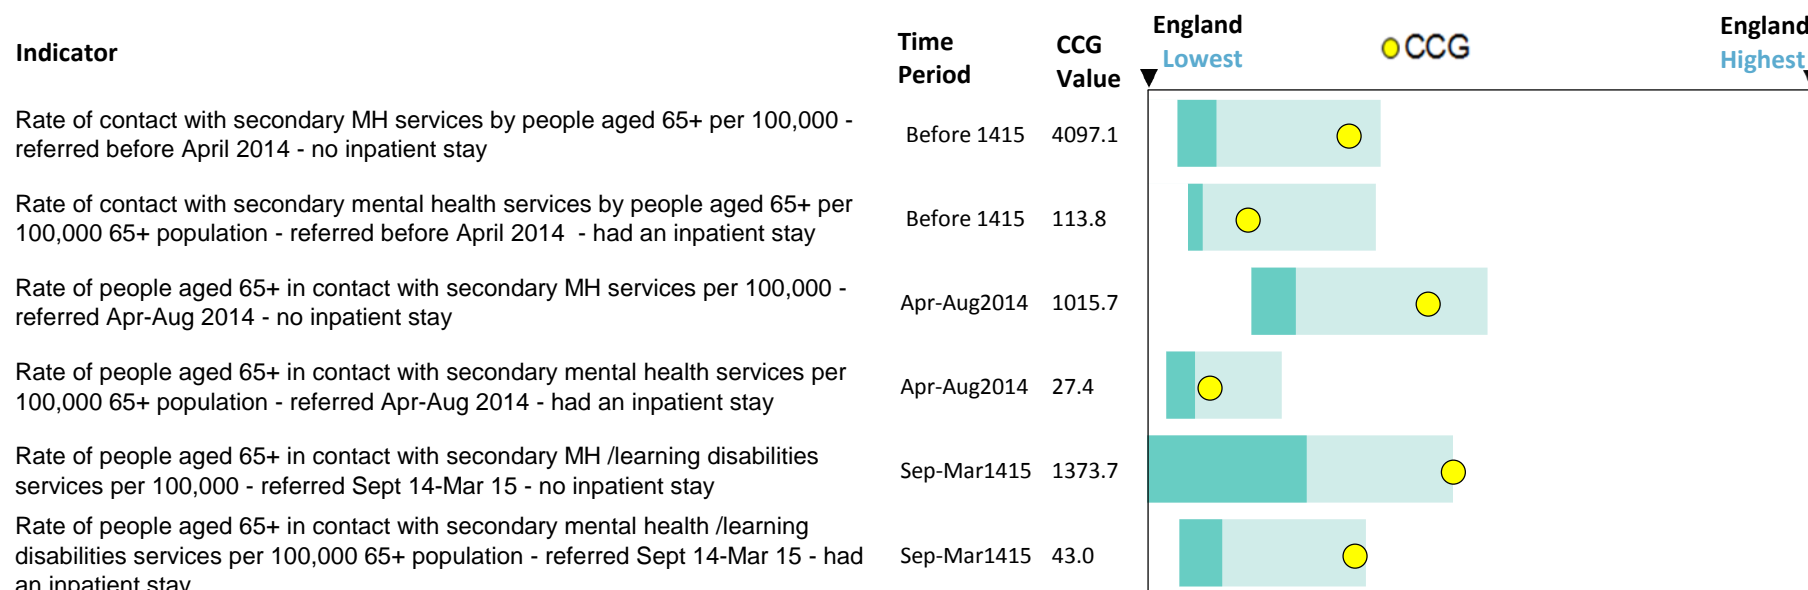 Indicator
Time
Period
CCG
Value
England
Lowest
CCG
England
Highest
Rate of contact with secondary MH services by people aged 65+ per 100,000 -
referred before April 2014 - no inpatient stay
Before 1415
4097.1
Rate of contact with secondary mental health services by people aged 65+ per
100,000 65+ population - referred before April 2014  - had an inpatient stay
Before 1415
113.8
Rate of people aged 65+ in contact with secondary MH services per 100,000 -
referred Apr-Aug 2014 - no inpatient stay
Apr-Aug2014
1015.7
Rate of people aged 65+ in contact with secondary mental health services per
100,000 65+ population - referred Apr-Aug 2014 - had an inpatient stay
Apr-Aug2014
27.4
Rate of people aged 65+ in contact with secondary MH /learning disabilities
services per 100,000 - referred Sept 14-Mar 15 - no inpatient stay
Sep-Mar1415
1373.7
Rate of people aged 65+ in contact with secondary mental health /learning
disabilities services per 100,000 65+ population - referred Sept 14-Mar 15 - had
an inpatient stay
Sep-Mar1415
43.0